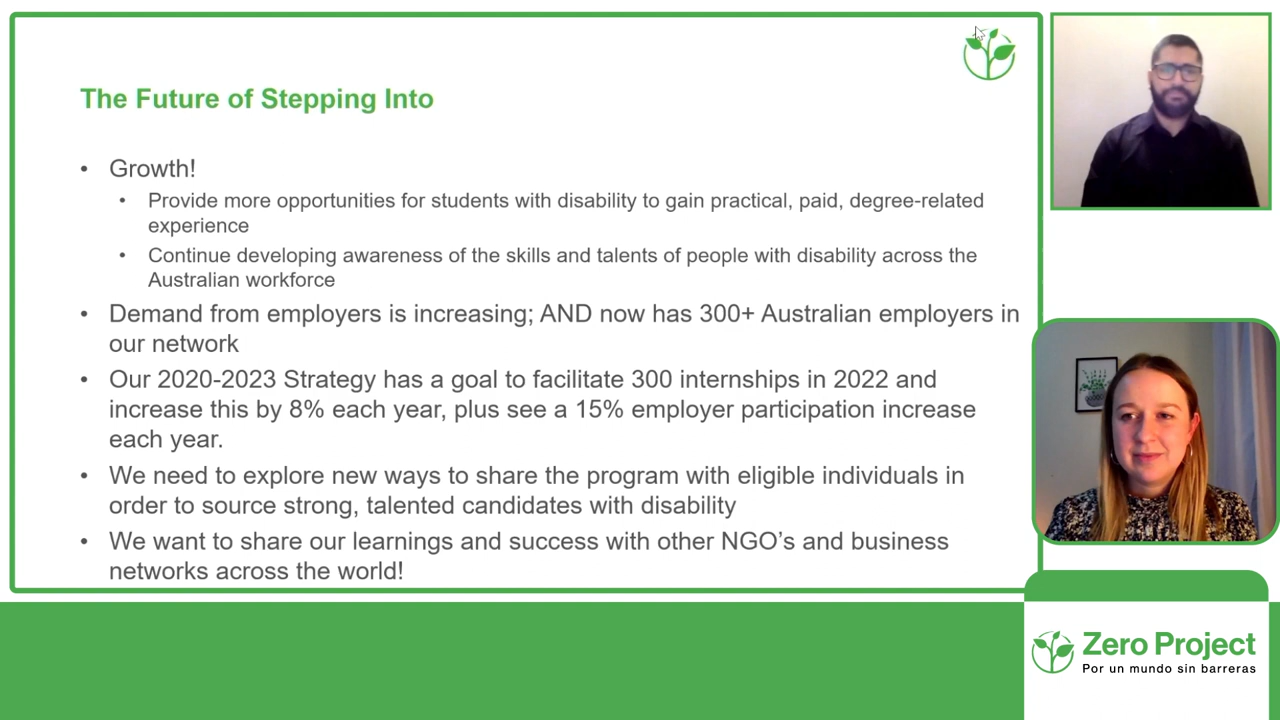 The Future of Stepping Into
• Growth!
• Provide more opportunities for students with disability to gain practical, paid, degree-related
experience
• Continue developing awareness of the skills and talents of people with disability across the
Australian workforce
• Demand from employers is increasing; AND now has 300+ Australian employers in
our network
• Our 2020-2023 Strategy has a goal to facilitate 300 internships in 2022 and
increase this by 8% each year, plus see a 15% employer participation increase
each year.
• We need to explore new ways to share the program with eligible individuals in
order to source strong, talented candidates with disability
• We want to share our learnings and success with other NGO’s and business
networks across the world!
Zero Project
Por un mundo sin barreras